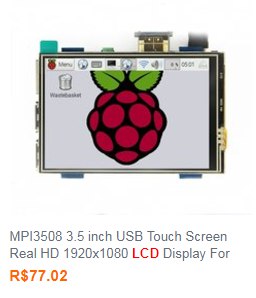 Menu
05:01
Wastebasket
MPI3508 3.5 inch USB Touch Screen
Real HD 1920x1080 LCD Display For
R$77.02